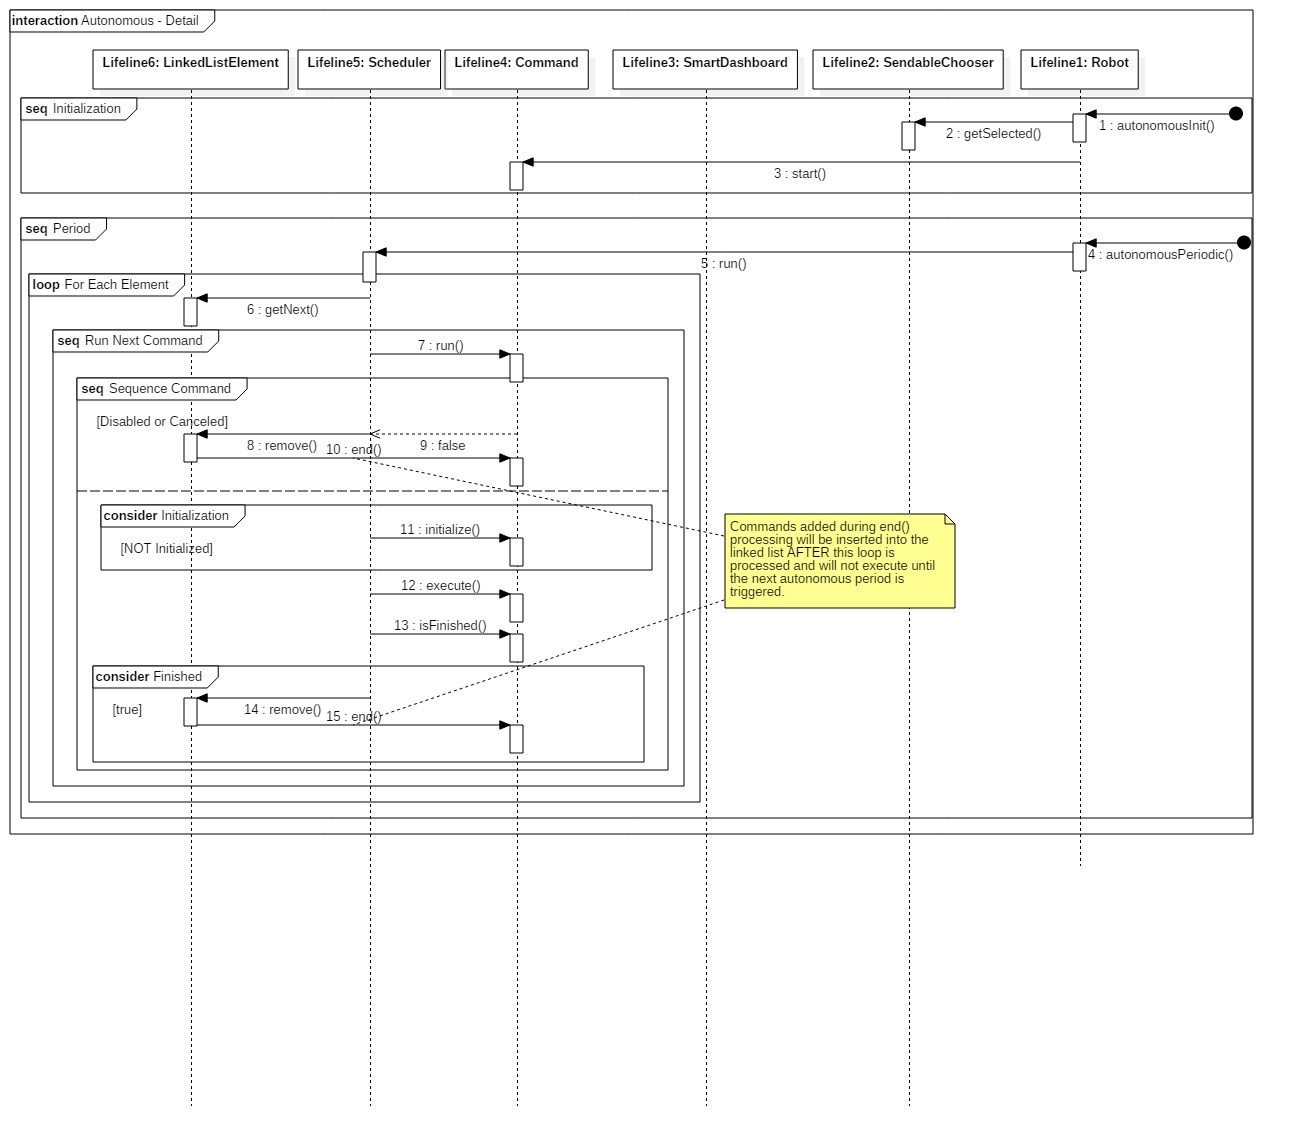 interaction Autonomous - Detail
Lifeline6: LinkedListElement
Lifeline5: Scheduler
Lifeline4: Command
Lifeline3: SmartDashboard
Lifeline2: SendableChooser
Lifeline1: Robot
seq Initialization
1 : autonomousInit()
2 : getSelected()
3 : start()
seq Period
4 : autonomousPeriodic()
5 : run()
loop For Each Element
6 : getNext()
seq Run Next Command
7 : run()
seq Sequence Command
[Disabled or Canceled]
8 : remove()
10 : end()
9 : false
consider Initialization
11 : initialize()
[NOT Initialized]
Commands added during end()
processing will be inserted into the
linked list AFTER this loop is
processed and will not execute until
the next autonomous period is
triggered.
12 : execute()
13 : isFinished()
consider Finished
[true]
14 : remove()
15 : end()